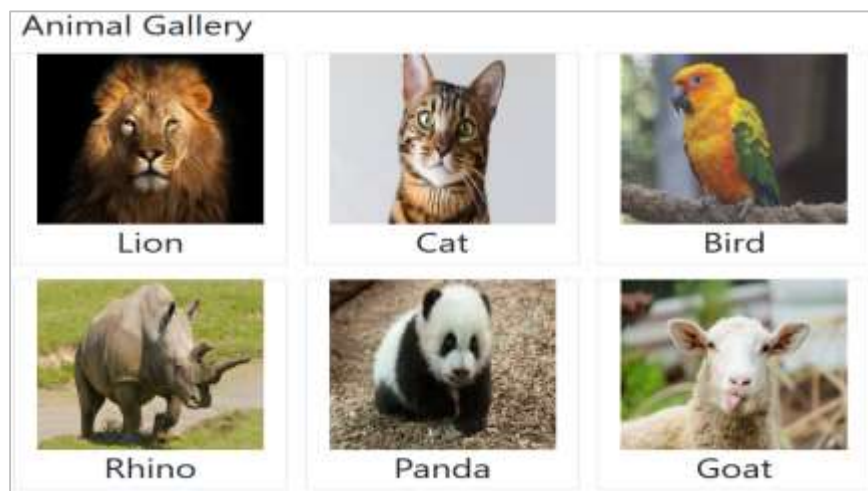 Animal Gallery
Lion
Cat
Bird
Rhino
Panda
Goat